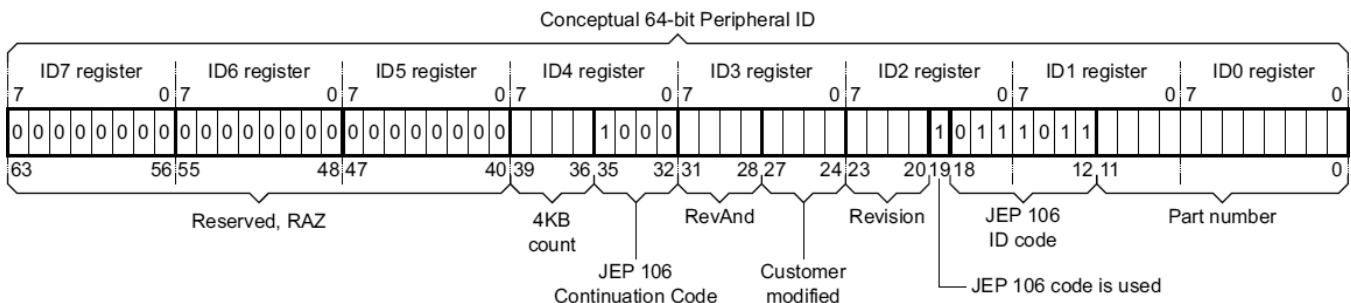 Conceptual 64-bit Peripheral ID
ID7 register ID6 register ID5 register ID4 register ID3 register ID2 register ID1 register ID0 register
7 0 7 0 7 0 7 0 7 0 7 0 7 0 7 0
0 0 0 0 0 0 0 0 0 0 0 0 0 0 0 0 0 0 0 0 0 0 0 0 1 0 0 0 1 0 1 1 1 0 1 1
63 56 55 48 47 40 39 36 35 32 31 28 27 24 23 20 19 18 12 11 0
Reserved, RAZ 4KB count RevAnd Revision JEP 106 ID code Part number
JEP 106 Continuation Code Customer modified JEP 106 code is used